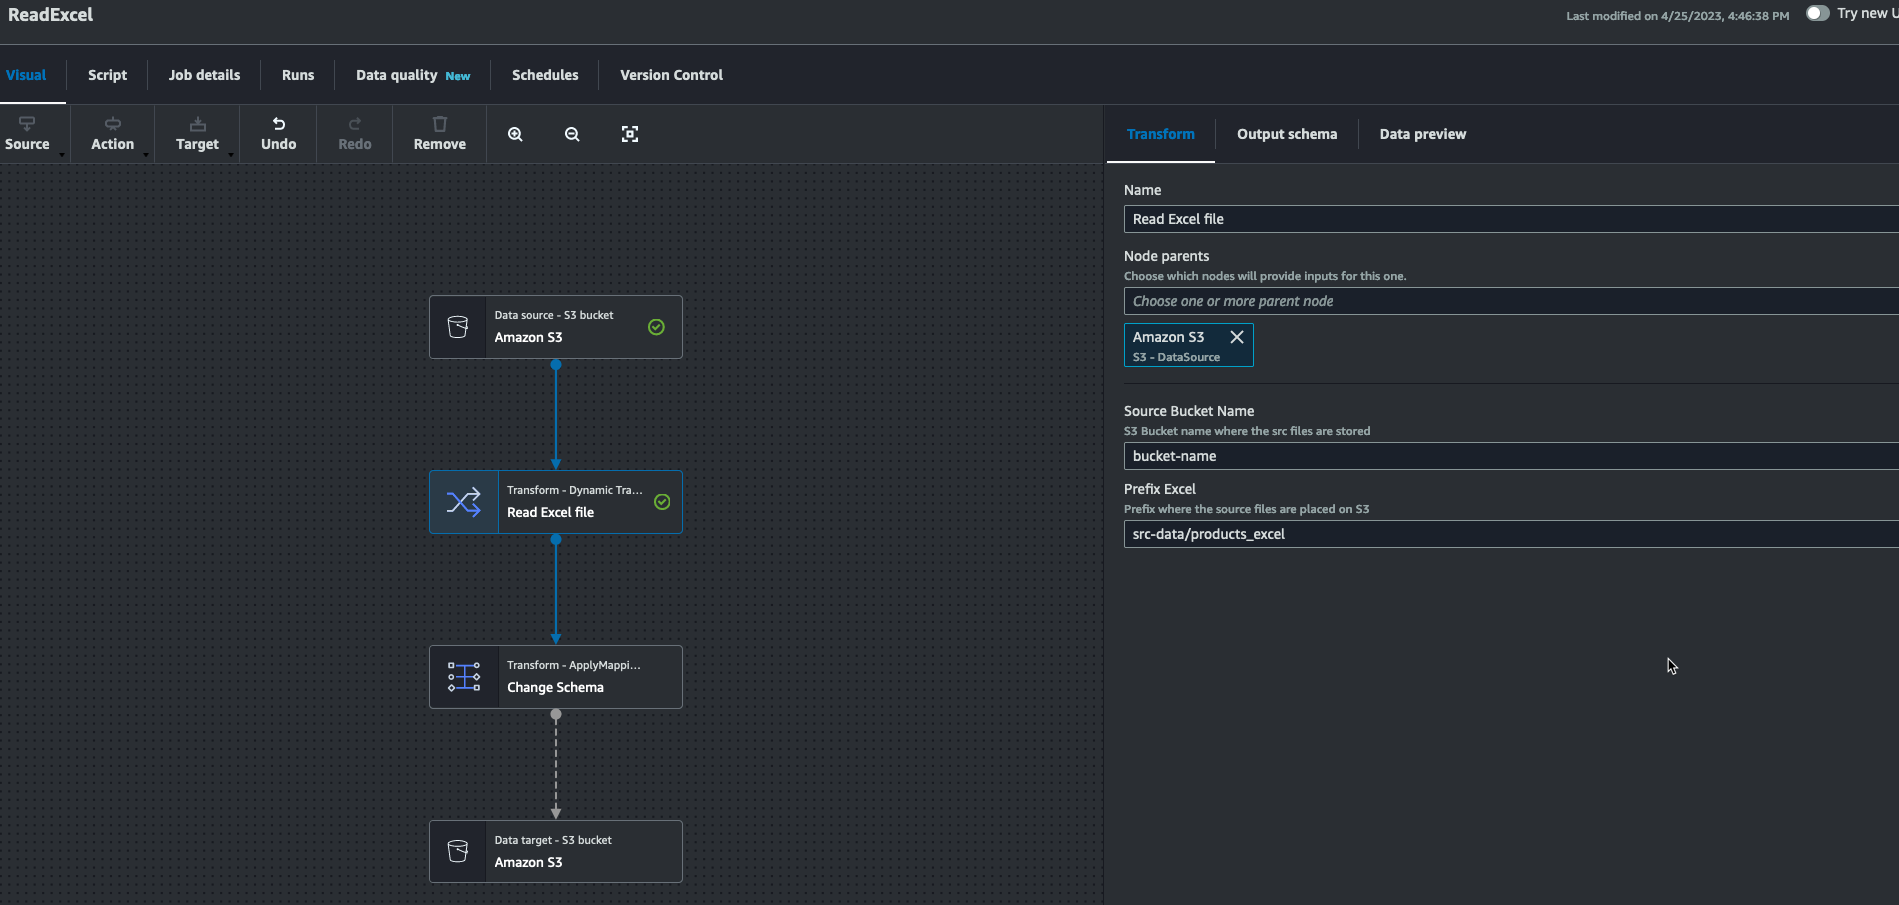 ReadExcel
Last modified on 4/25/2023, 4:46:38 PM
Try new U
Visual
Script
Job details
Runs
Data quality New
Schedules
Version Control
Source
Action
Target
Undo
Redo
Remove
Transform
Output schema
Data preview
Data source - S3 bucket
Amazon S3
Transform - Dynamic Tra...
Read Excel file
Transform - ApplyMappi...
Change Schema
Data target - S3 bucket
Amazon S3
Name
Read Excel file
Node parents
Choose which nodes will provide inputs for this one.
Choose one or more parent node
Amazon S3
S3 - DataSource
Source Bucket Name
S3 Bucket name where the src files are stored
bucket-name
Prefix Excel
Prefix where the source files are placed on S3
src-data/products_excel